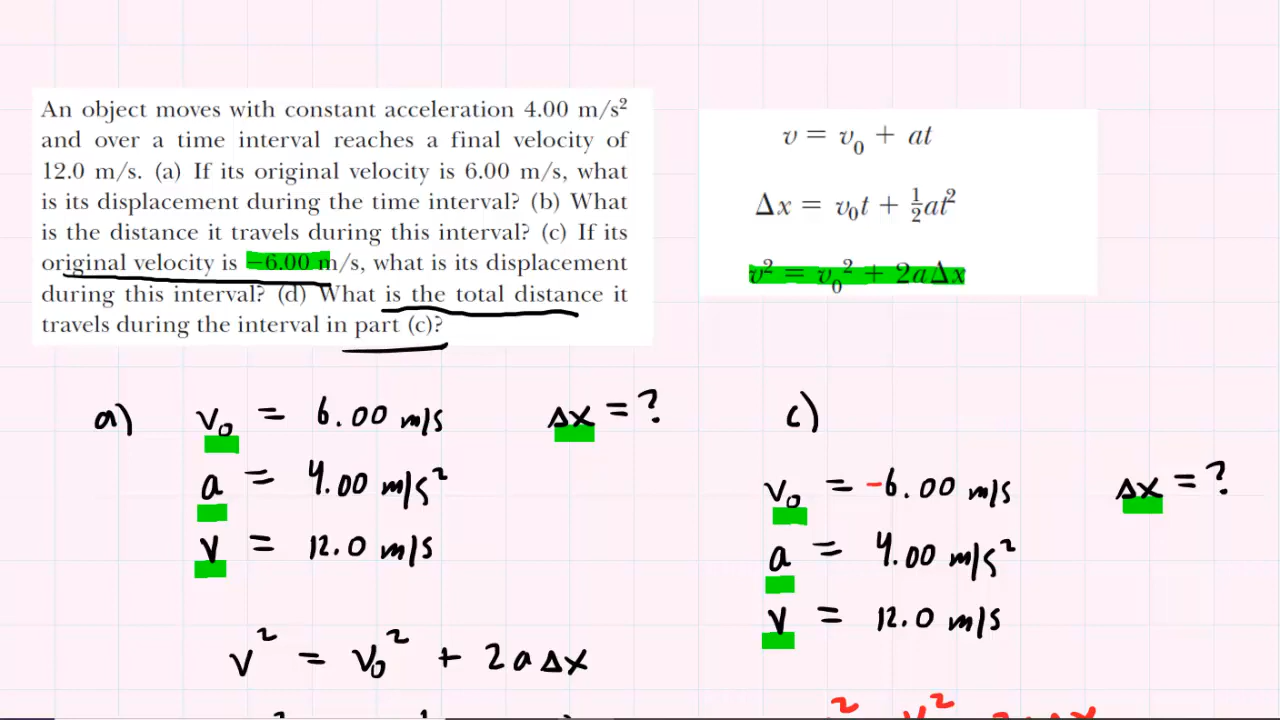 An object moves with constant acceleration 4.00 m/s²
and over a time interval reaches a final velocity of
12.0 m/s. (a) If its original velocity is 6.00 m/s, what
is its displacement during the time interval? (b) What
is the distance it travels during this interval? (c) If its
original velocity is −6.00 m/s, what is its displacement
during this interval? (d) What is the total distance it
travels during the interval in part (c)?
v = v₀ + at
Δx = v₀t + ½at²
v² = v₀² + 2aΔx
a) v₀ = 6.00 m/s Δx = ?
a = 4.00 m/s²
v = 12.0 m/s
v² = v₀² + 2aΔx
c)
v₀ = -6.00 m/s Δx = ?
a = 4.00 m/s²
v = 12.0 m/s